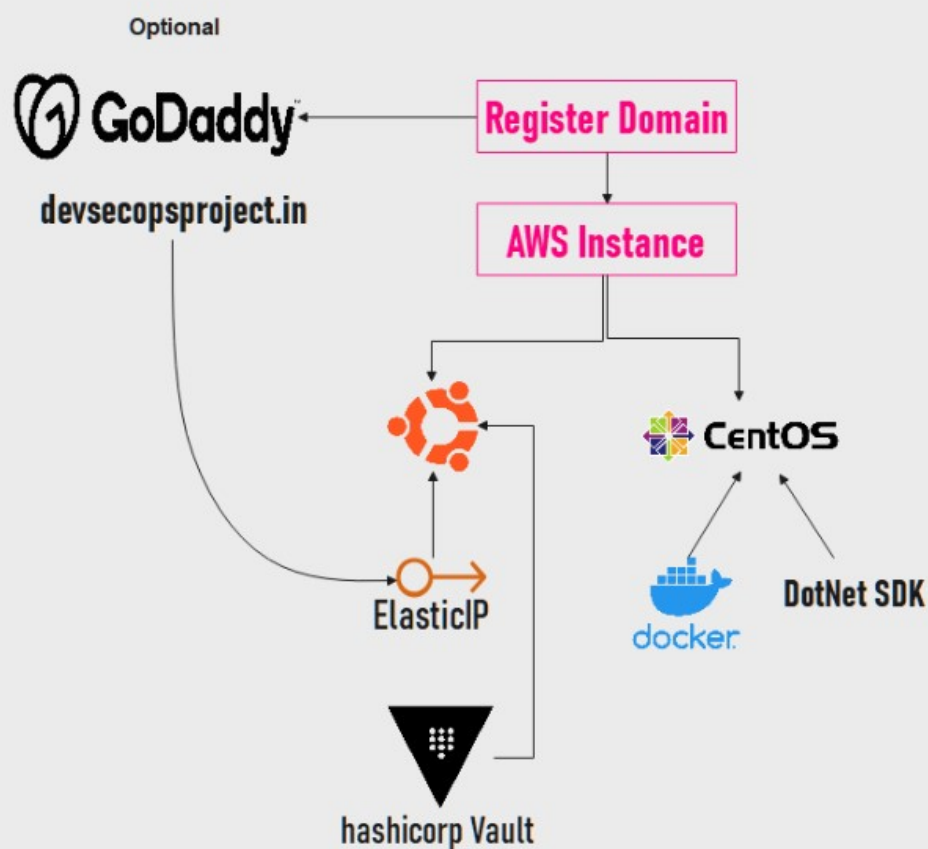 Optional
GoDaddy
Register Domain
devsecopsproject.in
AWS Instance
CentOS
ElasticIP
docker
DotNet SDK
hashicorp Vault